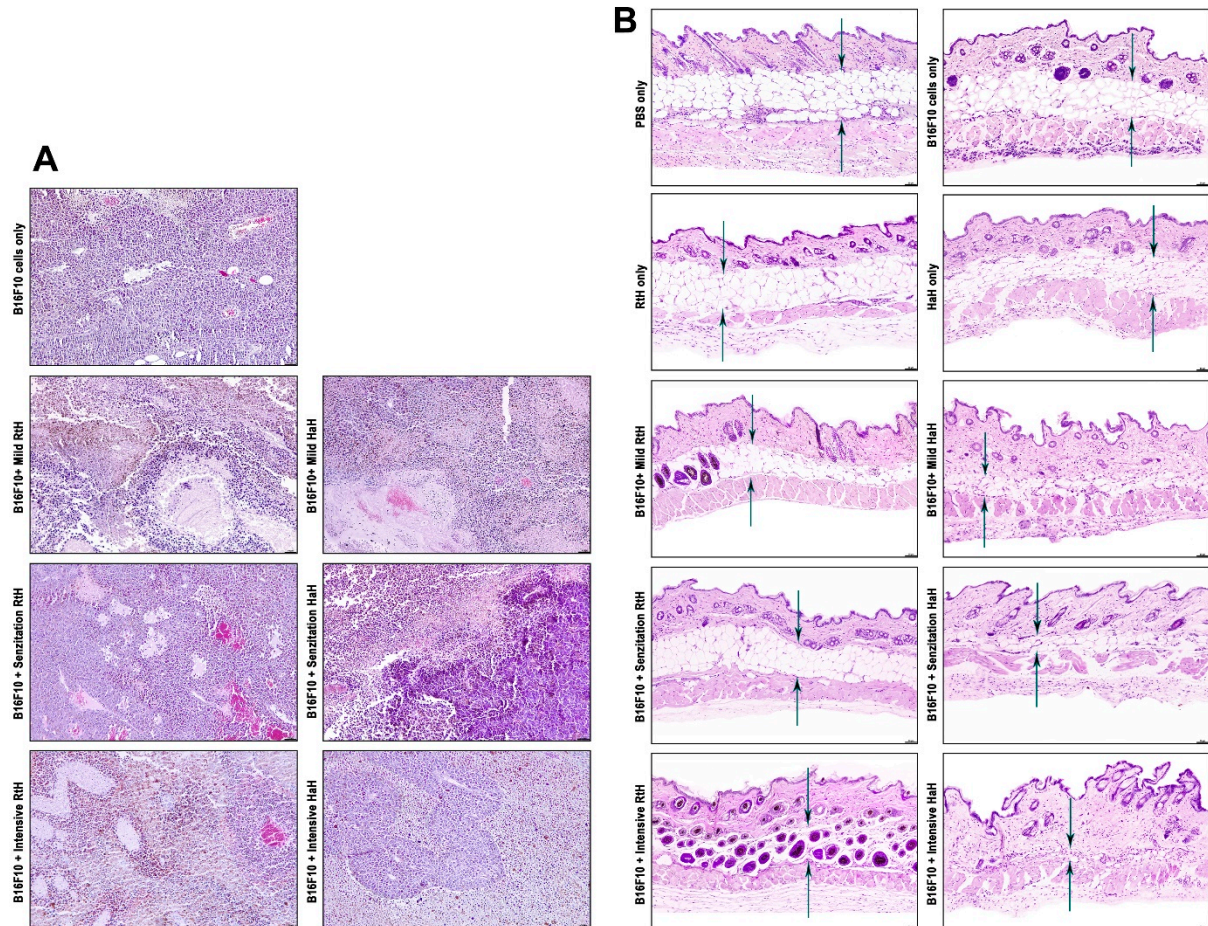 A
B16F10 cells only
B16F10+ Mild RtH
B16F10+ Mild HaH
B16F10 + Senzitation RtH
B16F10 + Senzitation HaH
B16F10 + Intensive RtH
B16F10 + Intensive HaH
B
PBS only
B16F10 cells only
RtH only
HaH only
B16F10+ Mild RtH
B16F10+ Mild HaH
B16F10 + Senzitation RtH
B16F10 + Senzitation HaH
B16F10 + Intensive RtH
B16F10 + Intensive HaH